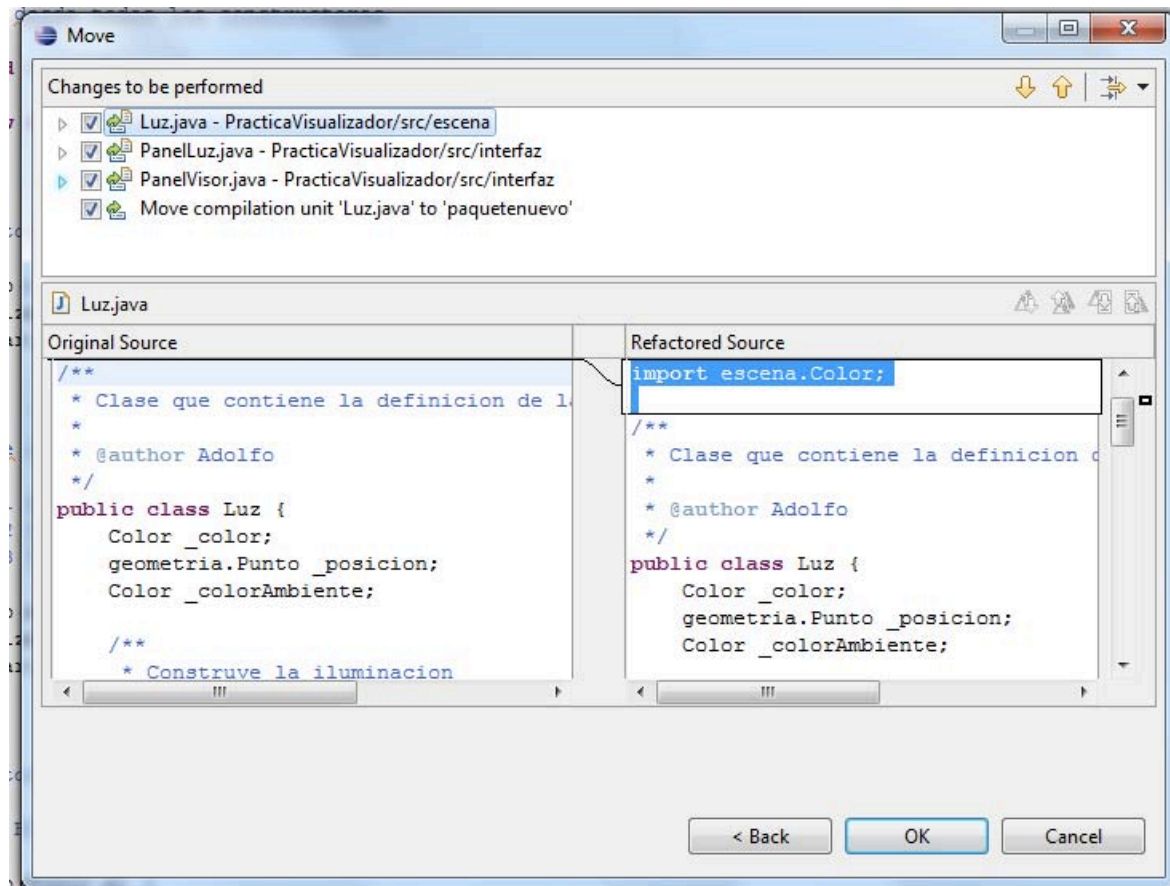 Move
Changes to be performed
Luz.java - PracticaVisualizador/src/escena
PanelLuz.java - PracticaVisualizador/src/interfaz
PanelVisor.java - PracticaVisualizador/src/interfaz
Move compilation unit 'Luz.java' to 'paquetenuevo'
Luz.java
Original Source
/**
* Clase que contiene la definicion de l
*
* @author Adolfo
*/
public class Luz {
Color _color;
geometria.Punto _posicion;
Color _colorAmbiente;
/**
* Construye la iluminacion
Refactored Source
import escena.Color;
/**
* Clase que contiene la definicion
*
* @author Adolfo
*/
public class Luz {
Color _color;
geometria.Punto _posicion;
Color _colorAmbiente;
< Back
OK
Cancel